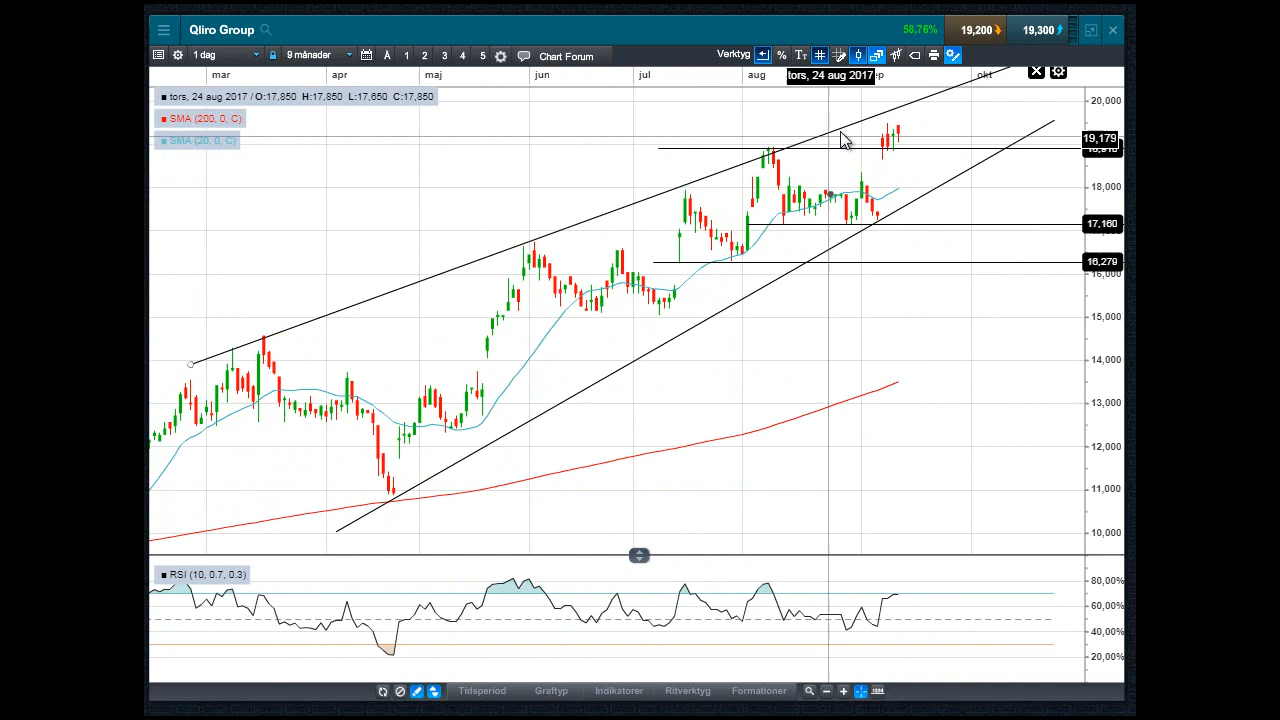 Qliro Group
58,76%
19,200
19,300
1 dag
9 månader
A
1
2
3
4
5
Chart Forum
Verktyg
%
mar
apr
maj
jun
jul
aug
tors, 24 aug 2017
ep
okt
tors, 24 aug 2017 / O:17,850 H:17,850 L:17,650 C:17,850
SMA (200, 0, C)
SMA (20, 0, C)
20,000
19,179
18,000
17,160
16,279
16,000
15,000
14,000
13,000
12,000
11,000
10,000
RSI (10, 0.7, 0.3)
80,00%
60,00%
40,00%
20,00%
Tidsperiod
Graftyp
Indikatorer
Ritverktyg
Formationer